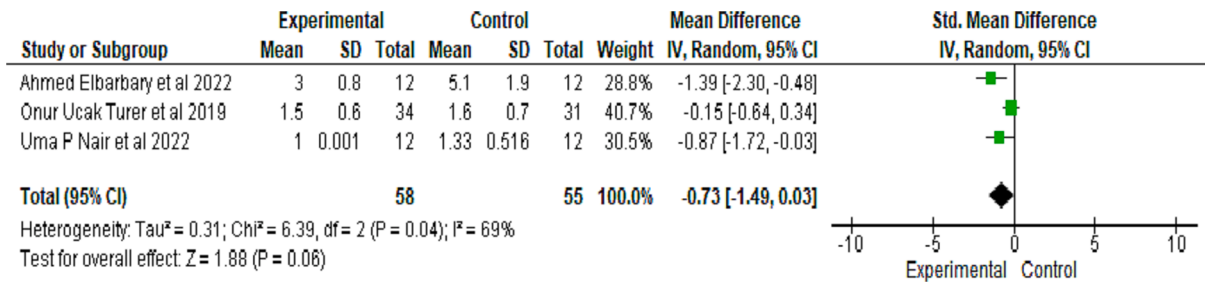 Experimental Control Mean Difference Std. Mean Difference
Study or Subgroup Mean SD Total Mean SD Total Weight IV, Random, 95% CI IV, Random, 95% CI
Ahmed Elbarbary et al 2022 3 0.8 12 5.1 1.9 12 28.8% -1.39 [-2.30, -0.48]
Onur Ucak Turer et al 2019 1.5 0.6 34 1.6 0.7 31 40.7% -0.15 [-0.64, 0.34]
Uma P Nair et al 2022 1 0.001 12 1.33 0.516 12 30.5% -0.87 [-1.72, -0.03]
Total (95% CI) 58 55 100.0% -0.73 [-1.49, 0.03]
Heterogeneity: Tau² = 0.31; Chi² = 6.39, df = 2 (P = 0.04); I² = 69%
Test for overall effect: Z = 1.88 (P = 0.06)
-10 -5 0 5 10
Experimental Control